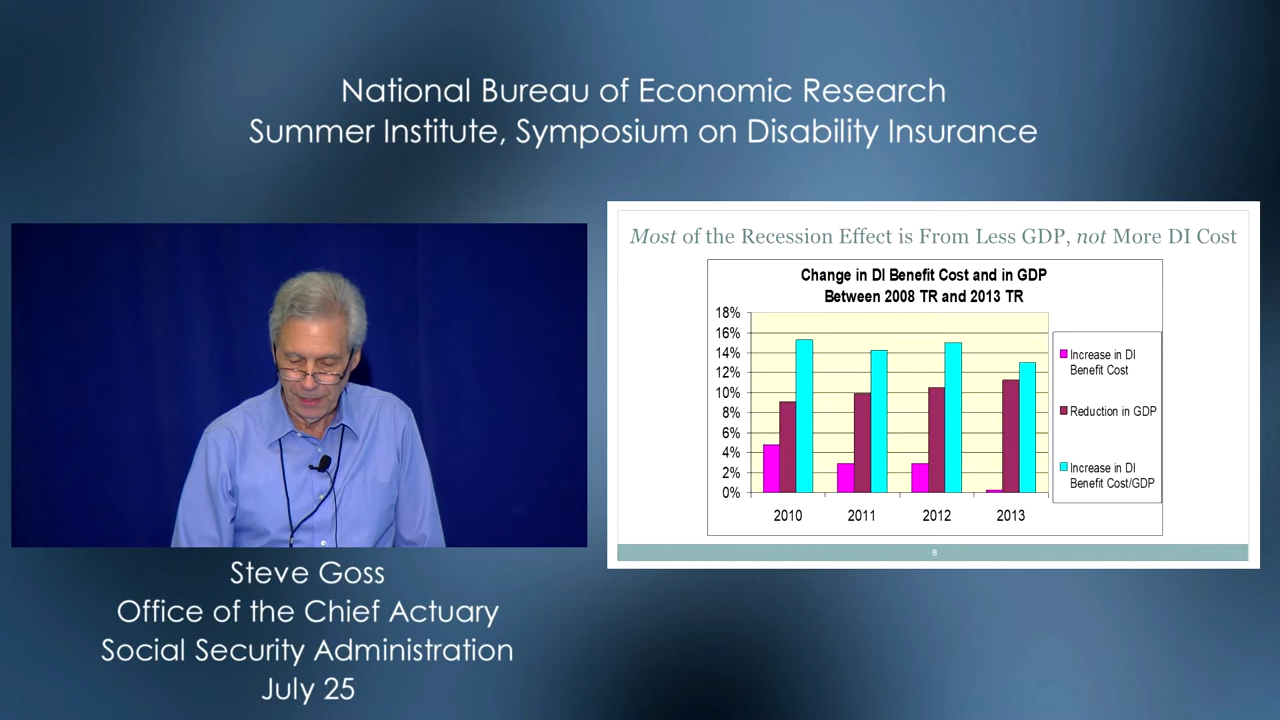 National Bureau of Economic Research
Summer Institute, Symposium on Disability Insurance
Most of the Recession Effect is From Less GDP, not More DI Cost
Change in DI Benefit Cost and in GDP
Between 2008 TR and 2013 TR
18%
16%
14%
12%
10%
8%
6%
4%
2%
0%
2010
2011
2012
2013
Increase in DI
Benefit Cost
Reduction in GDP
Increase in DI
Benefit Cost/GDP
8
Steve Goss
Office of the Chief Actuary
Social Security Administration
July 25